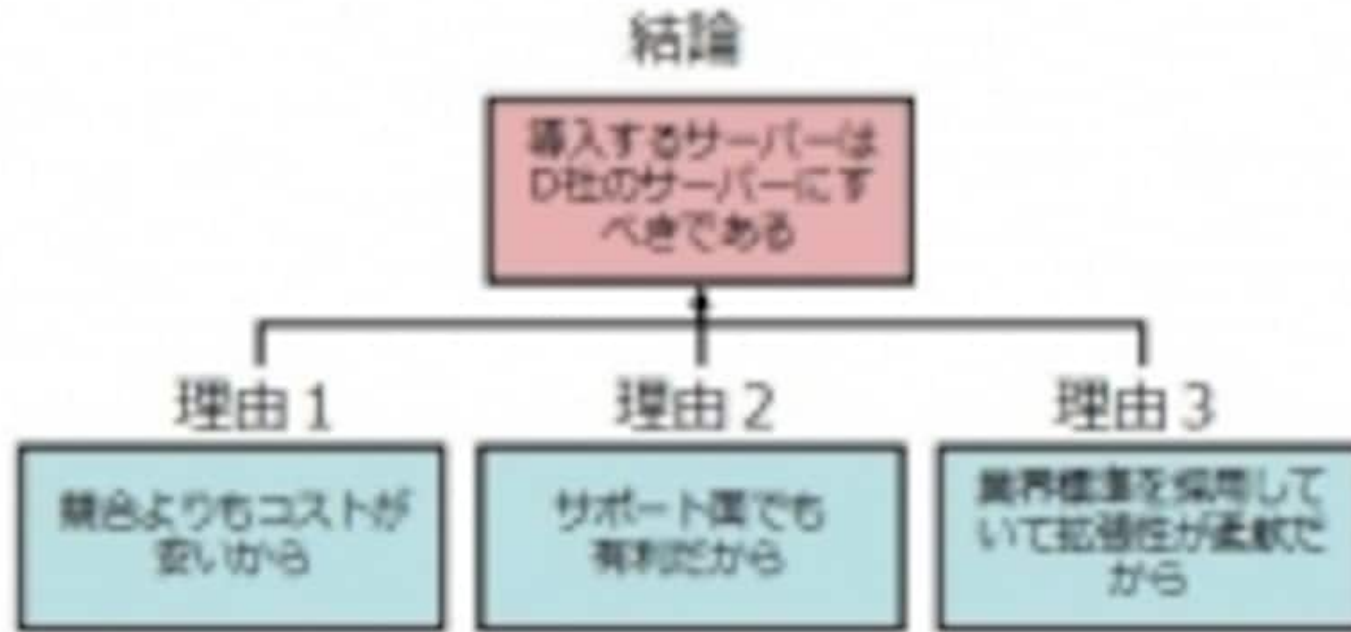 結論
導入するサーバーは
D社のサーバーにす
べきである
理由1
理由2
理由3
競合よりもコストが
安いから
サポート面でも
有利だから
業界標準を採用して
いて拡張性が柔軟だ
から